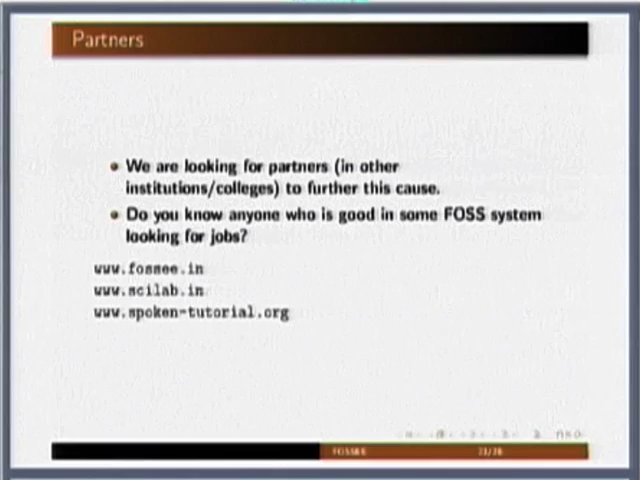 Partners
We are looking for partners (in other
institutions/colleges) to further this cause.
Do you know anyone who is good in some FOSS system
looking for jobs?
www.fossee.in
www.scilab.in
www.spoken-tutorial.org
FOSSEE